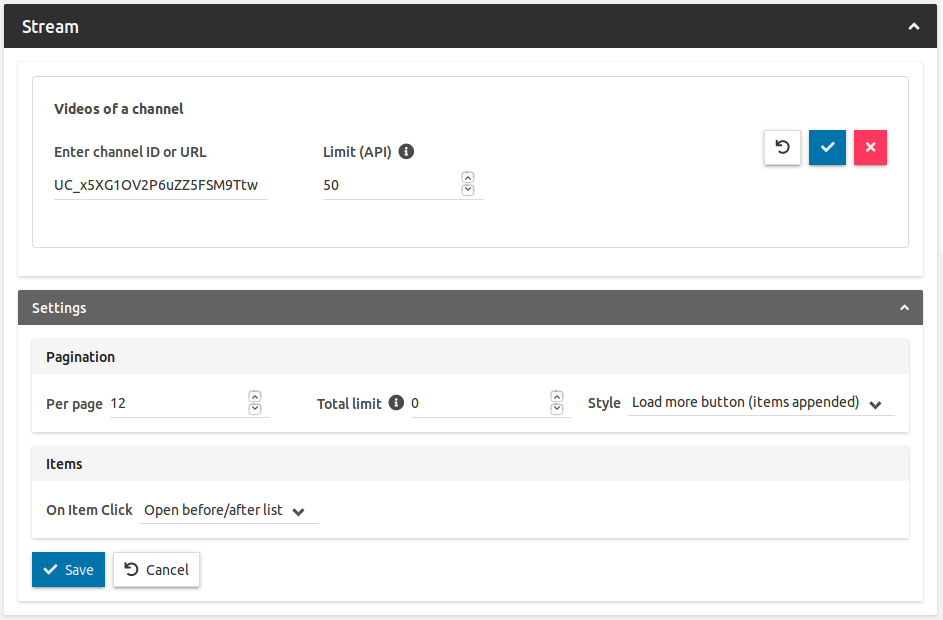 Stream
Videos of a channel
Enter channel ID or URL Limit (API)
UC_x5XG1OV2P6uZZ5FSM9Ttw 50
Settings
Pagination
Per page 12 Total limit 0 Style Load more button (items appended)
Items
On Item Click Open before/after list
Save Cancel